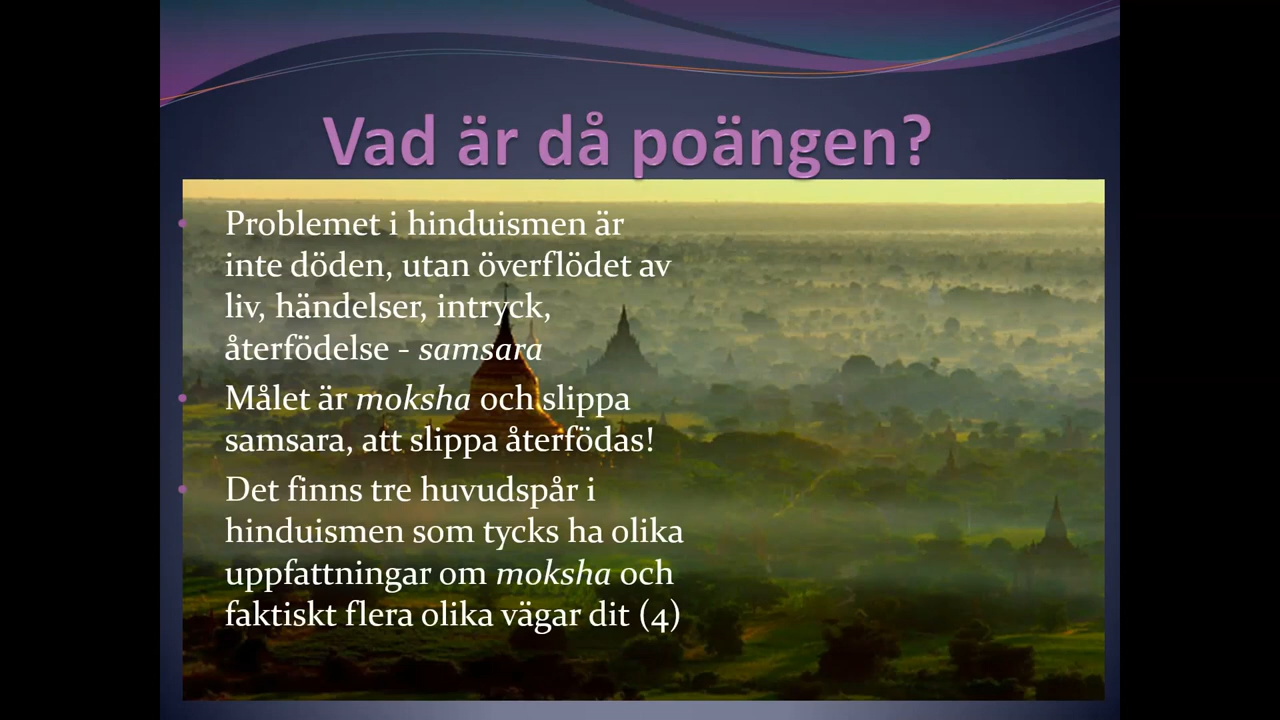 Vad är då poängen?
Problemet i hinduismen är
inte döden, utan överflödet av
liv, händelser, intryck,
återfödelse - samsara
Målet är moksha och slippa
samsara, att slippa återfödas!
Det finns tre huvudspår i
hinduismen som tycks ha olika
uppfattningar om moksha och
faktiskt flera olika vägar dit (4)